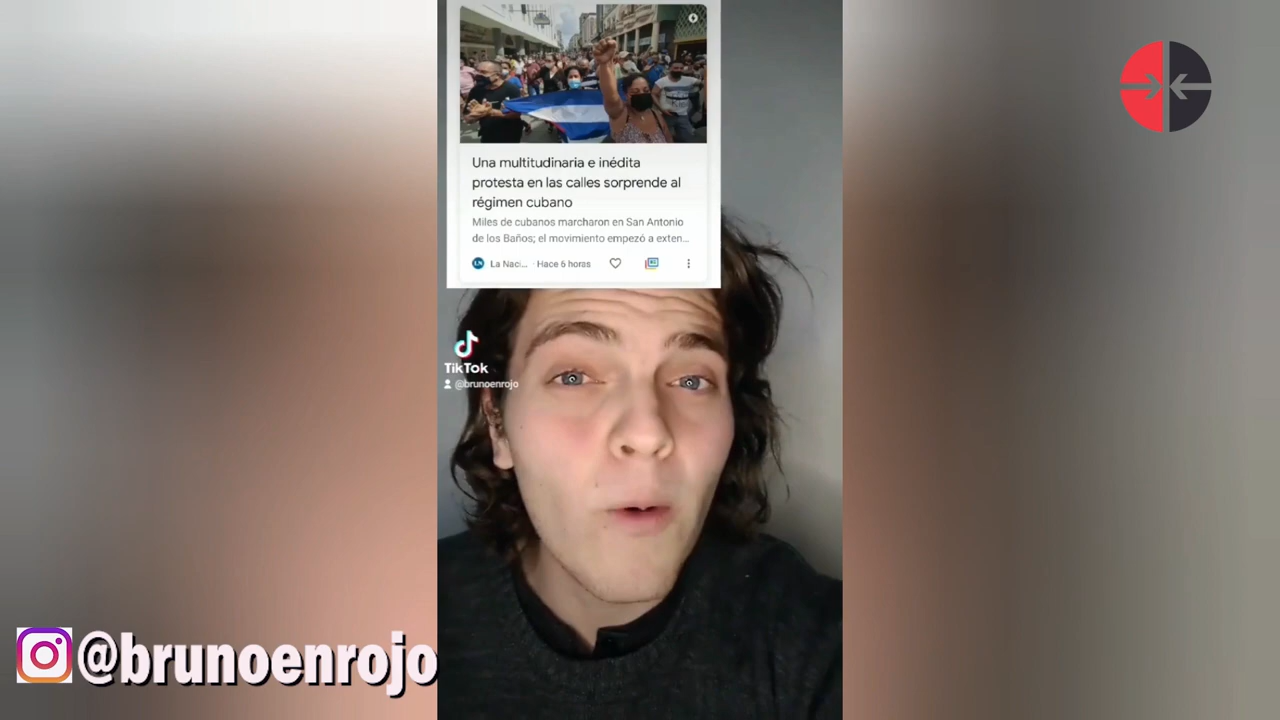 Una multitudinaria e inédita
protesta en las calles sorprende al
régimen cubano
Miles de cubanos marcharon en San Antonio
de los Baños; el movimiento empezó a exten...
LN La Naci... · Hace 6 horas
TikTok
@brunoenrojo
@brunoenrojo